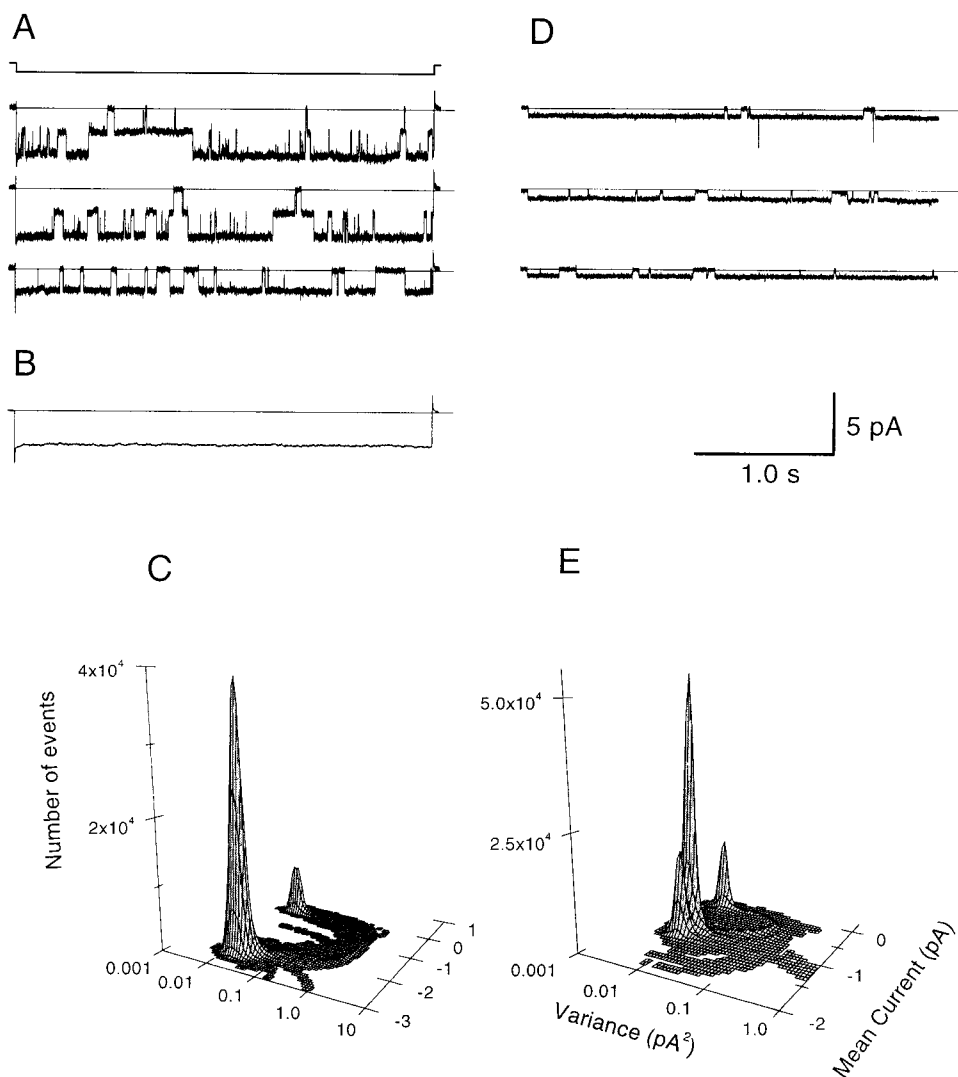 A
D
B
5 pA
1.0 s
C
E
4x10⁴
2x10⁴
Number of events
0.001
0.01
0.1
1.0
10
1
0
-1
-2
-3
5.0x10⁴
2.5x10⁴
0.001
0.01
0.1
1.0
0
-1
-2
Variance (pA²)
Mean Current (pA)